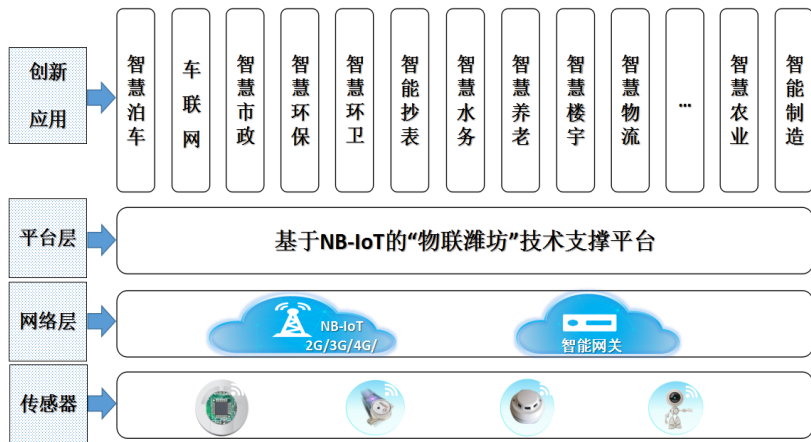 创新
应用
智慧泊车
车联网
智慧市政
智慧环保
智慧环卫
智能抄表
智慧水务
智慧养老
智慧楼宇
智慧物流
...
智慧农业
智能制造
平台层
基于NB-IoT的“物联潍坊”技术支撑平台
网络层
NB-IoT
2G/3G/4G/
智能网关
传感器